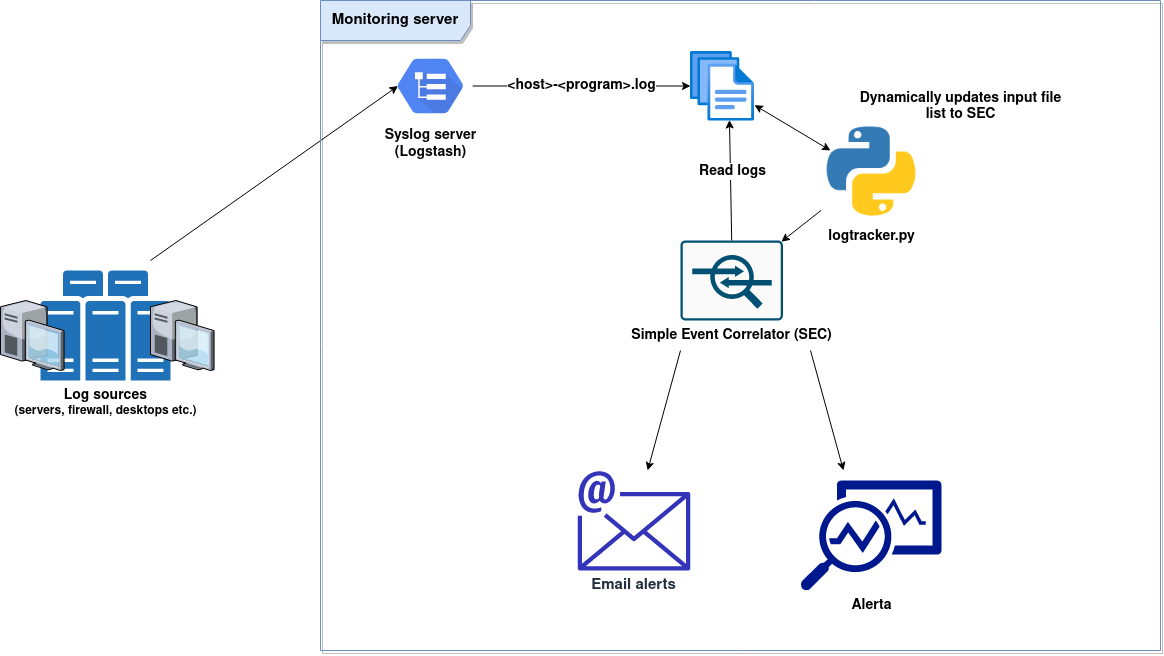 Monitoring server
<host>-<program>.log
Syslog server
(Logstash)
Dynamically updates input file
list to SEC
Read logs
logtracker.py
Simple Event Correlator (SEC)
Log sources
(servers, firewall, desktops etc.)
@
Email alerts
Alerta